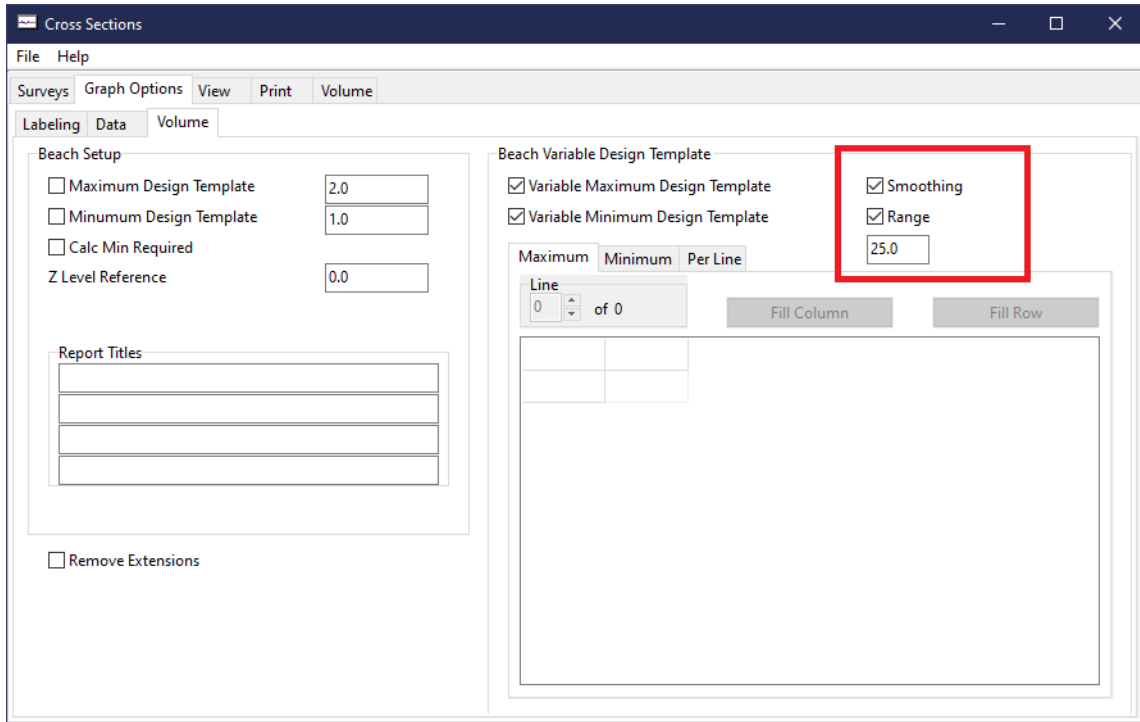 Cross Sections
File Help
Surveys Graph Options View Print Volume
Labeling Data Volume
Beach Setup
Maximum Design Template 2.0
Minumum Design Template 1.0
Calc Min Required
Z Level Reference 0.0
Report Titles
Remove Extensions
Beach Variable Design Template
Variable Maximum Design Template Smoothing
Variable Minimum Design Template Range
25.0
Maximum Minimum Per Line
Line
0 of 0 Fill Column Fill Row